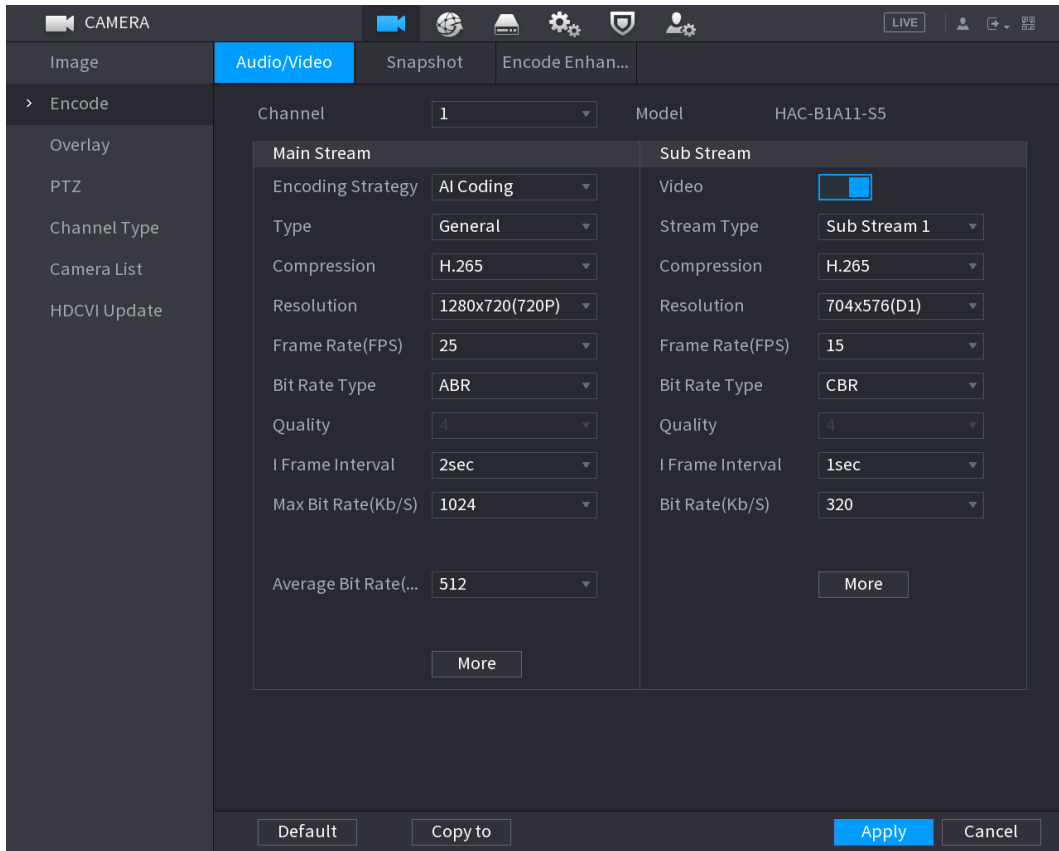 CAMERA
LIVE
Image
Encode
Overlay
PTZ
Channel Type
Camera List
HDCVI Update
Audio/Video Snapshot Encode Enhan...
Channel 1 Model HAC-B1A11-S5
Main Stream Sub Stream
Encoding Strategy AI Coding Video
Type General Stream Type Sub Stream 1
Compression H.265 Compression H.265
Resolution 1280x720(720P) Resolution 704x576(D1)
Frame Rate(FPS) 25 Frame Rate(FPS) 15
Bit Rate Type ABR Bit Rate Type CBR
Quality 4 Quality 4
I Frame Interval 2sec I Frame Interval 1sec
Max Bit Rate(Kb/S) 1024 Bit Rate(Kb/S) 320
Average Bit Rate(... 512 More
More
Default Copy to Apply Cancel